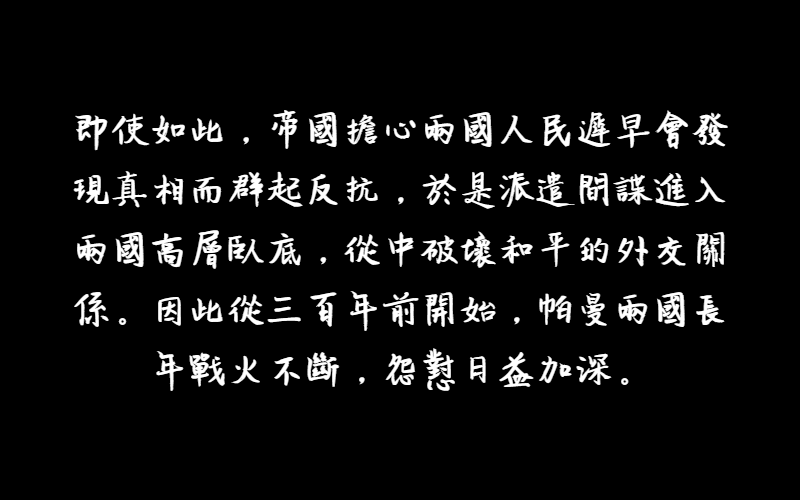 即使如此，帝國擔心兩國人民遲早會發
現真相而群起反抗，於是派遣間諜進入
兩國高層臥底，從中破壞和平的外交關
係。因此從三百年前開始，帕曼兩國長
年戰火不斷，怨懟日益加深。